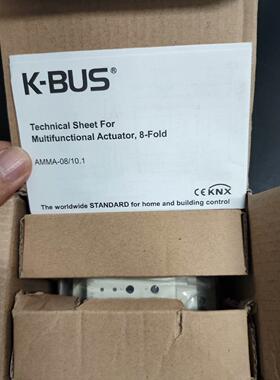 K-BUS®
Technical Sheet For
Multifunctional Actuator, 8-Fold
AMMA-08/10.1
CE KNX
The worldwide STANDARD for home and building control